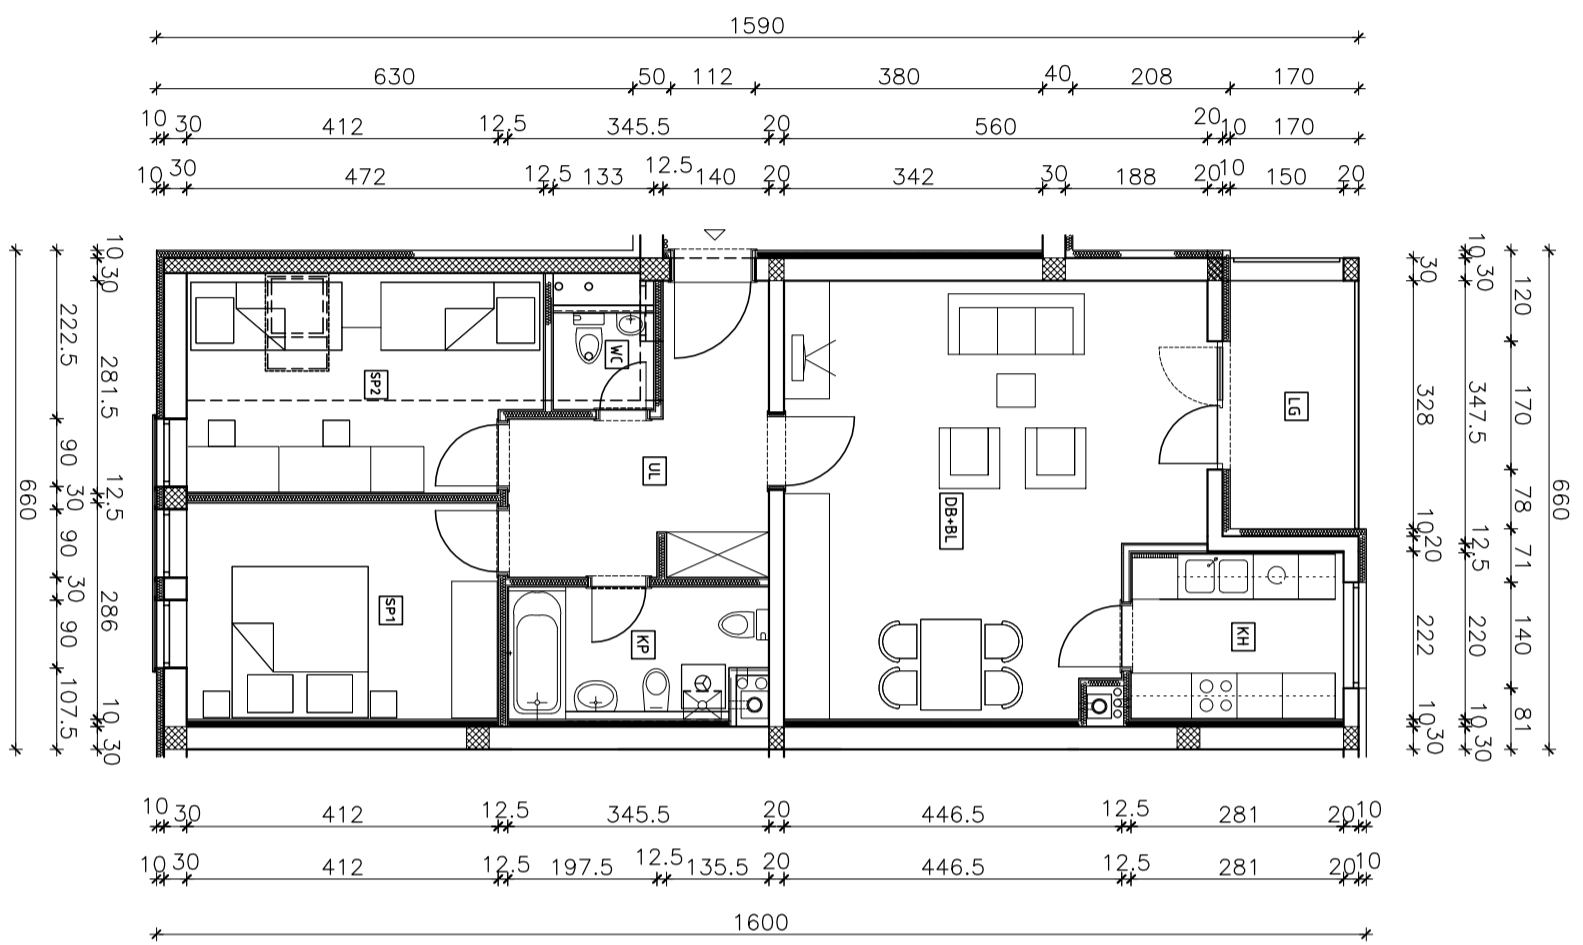 1590
630 50 112 380 40 208 170
10 30 412 12.5 345.5 20 560 20 10 170
10 30 472 12.5 133 12.5 140 20 342 30 188 20 10 150 20
660
222.5 90 30 90 30 90 107.5
10 30 281.5 12.5 286 10 30
SP2
WC
UL
SP1
KP
DB+BL
LG
KH
30 328 10 20 222 10 30
10 30 347.5 12.5 220 10 30
120 170 78 71 140 81
660
10 30 412 12.5 345.5 20 446.5 12.5 281 20 10
10 30 412 12.5 197.5 12.5 135.5 20 446.5 12.5 281 20 10
1600